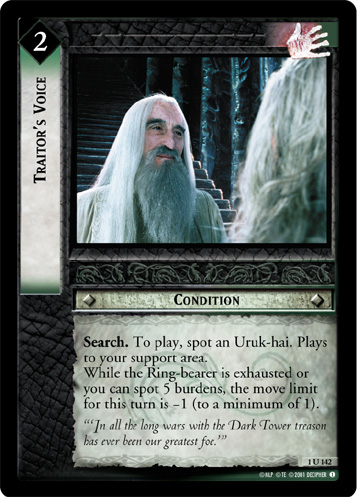 2
TRAITOR'S VOICE
CONDITION
Search. To play, spot an Uruk-hai. Plays
to your support area.
While the Ring-bearer is exhausted or
you can spot 5 burdens, the move limit
for this turn is –1 (to a minimum of 1).
“‘In all the long wars with the Dark Tower treason
has ever been our greatest foe.’”
1 U 142
©NLP ©TE ©2001 DECIPHER